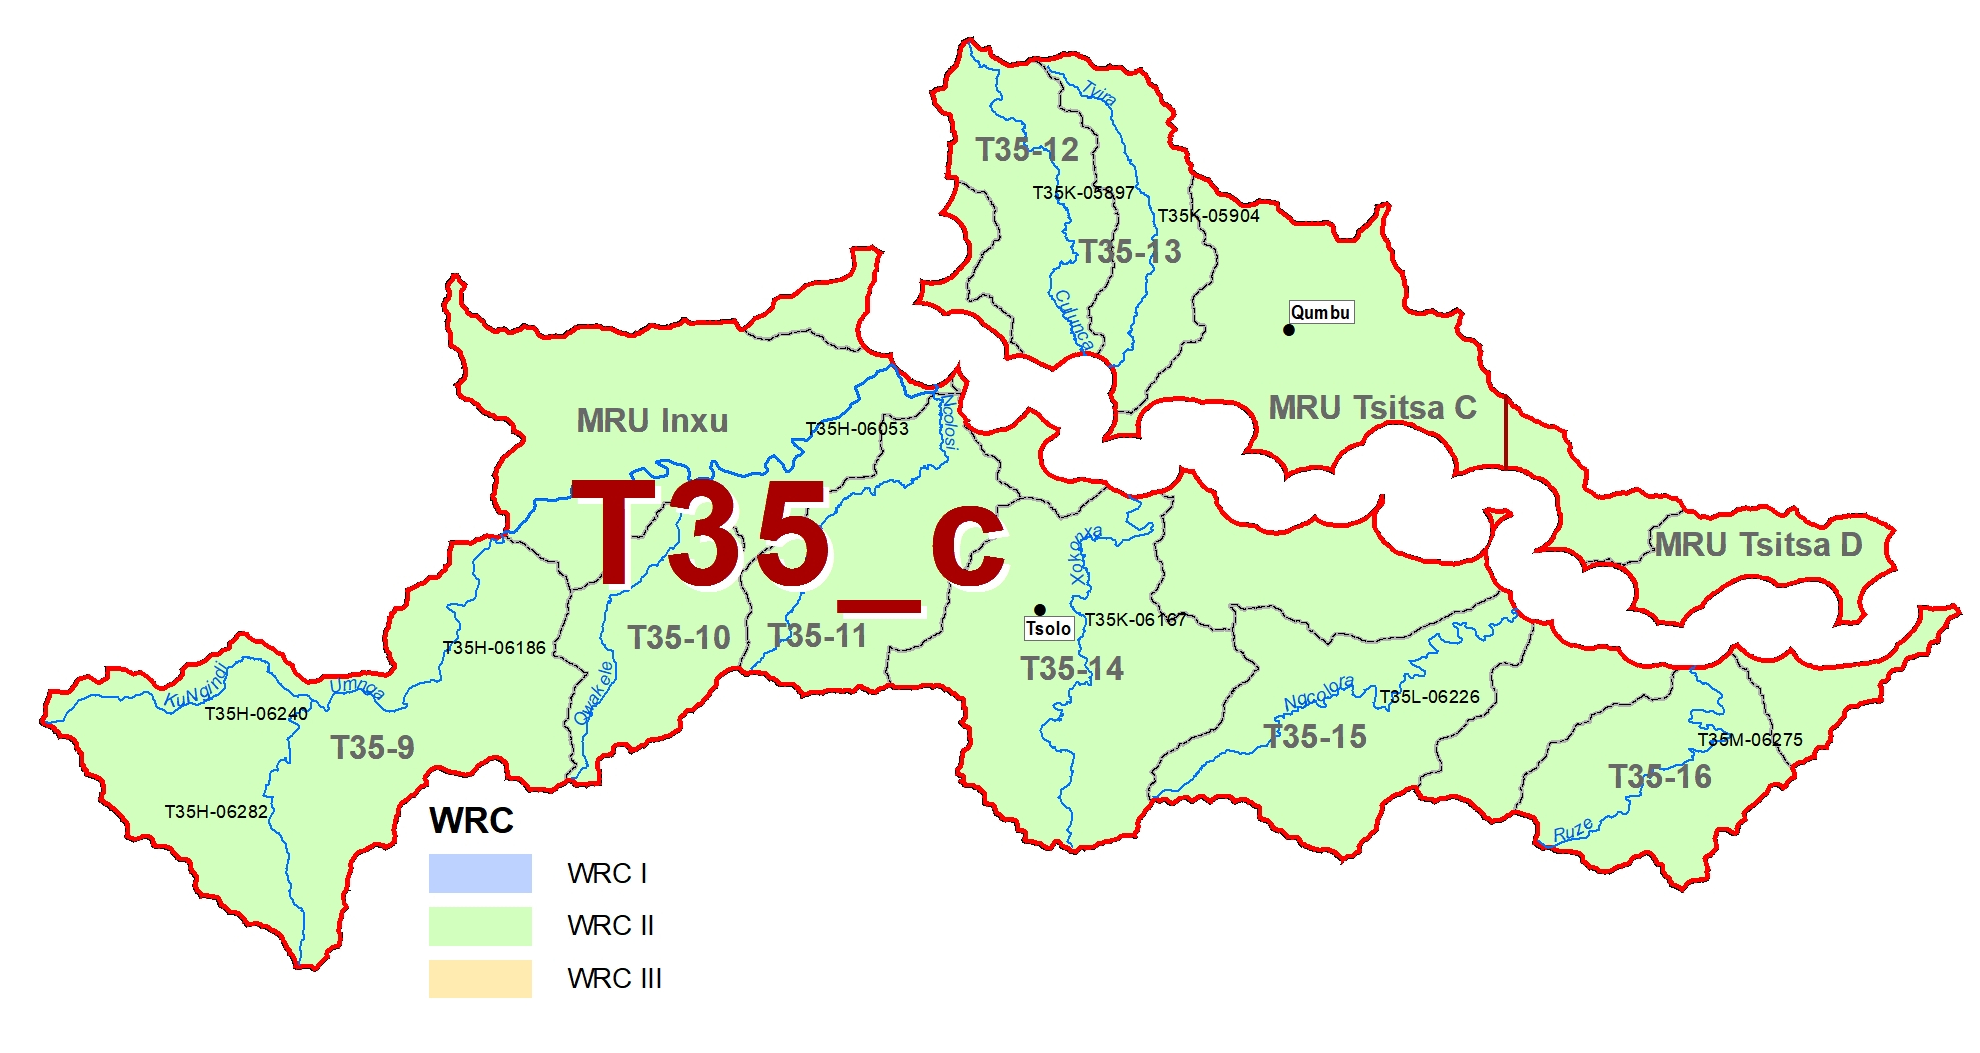 Tyira
T35-12
T35K-05897
T35K-05904
T35-13
Culunca
Qumbu
MRU Tsitsa C
MRU Inxu
T35H-06053
Ncolosi
T35_c
Xokonxa
MRU Tsitsa D
Tsolo
T35K-06167
T35-10
T35-11
T35-14
T35H-06186
KuNgindi
Umnga
T35H-06240
Qwakele
T35-9
Ngcolora
T35L-06226
T35-15
T35M-06275
T35-16
Ruze
T35H-06282
WRC
WRC I
WRC II
WRC III